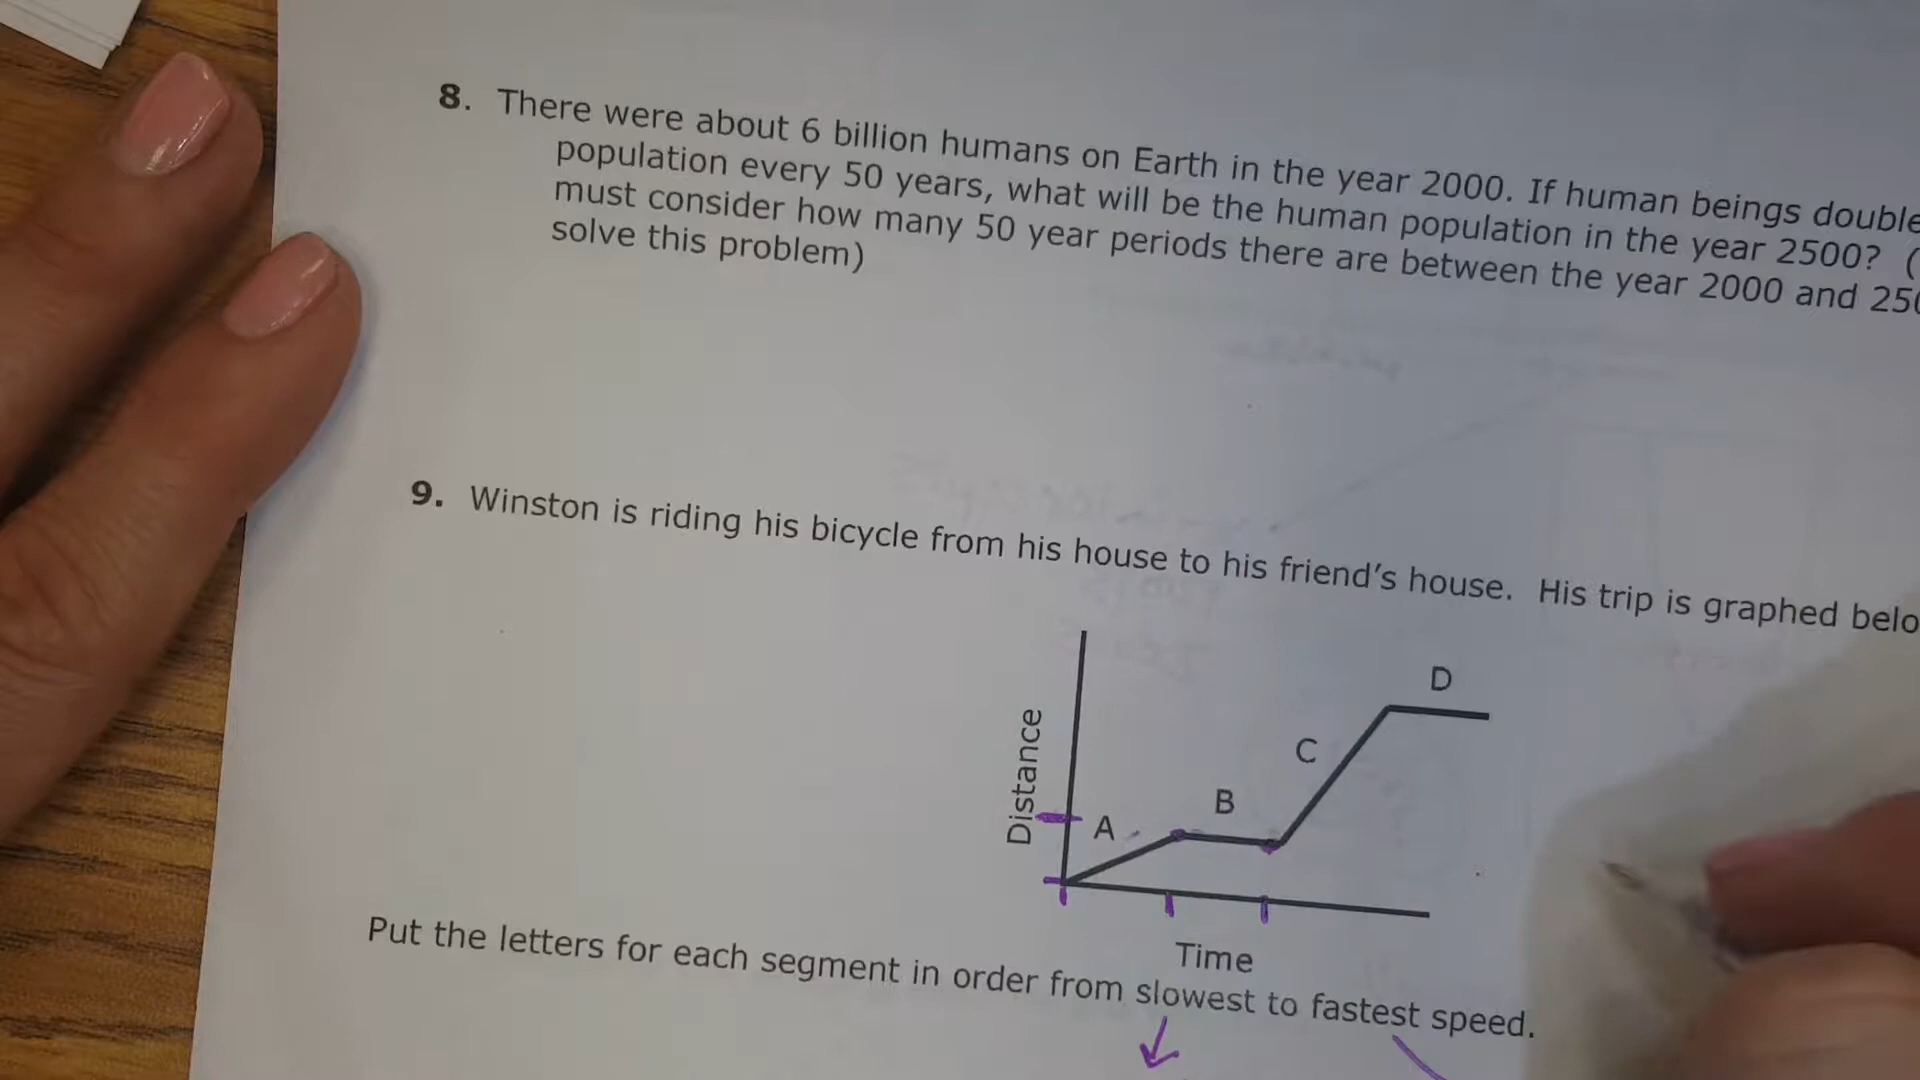 8. There were about 6 billion humans on Earth in the year 2000. If human beings double
population every 50 years, what will be the human population in the year 2500? (
must consider how many 50 year periods there are between the year 2000 and 250
solve this problem)
9. Winston is riding his bicycle from his house to his friend's house. His trip is graphed belo
D
C
B
A
Distance
Time
Put the letters for each segment in order from slowest to fastest speed.